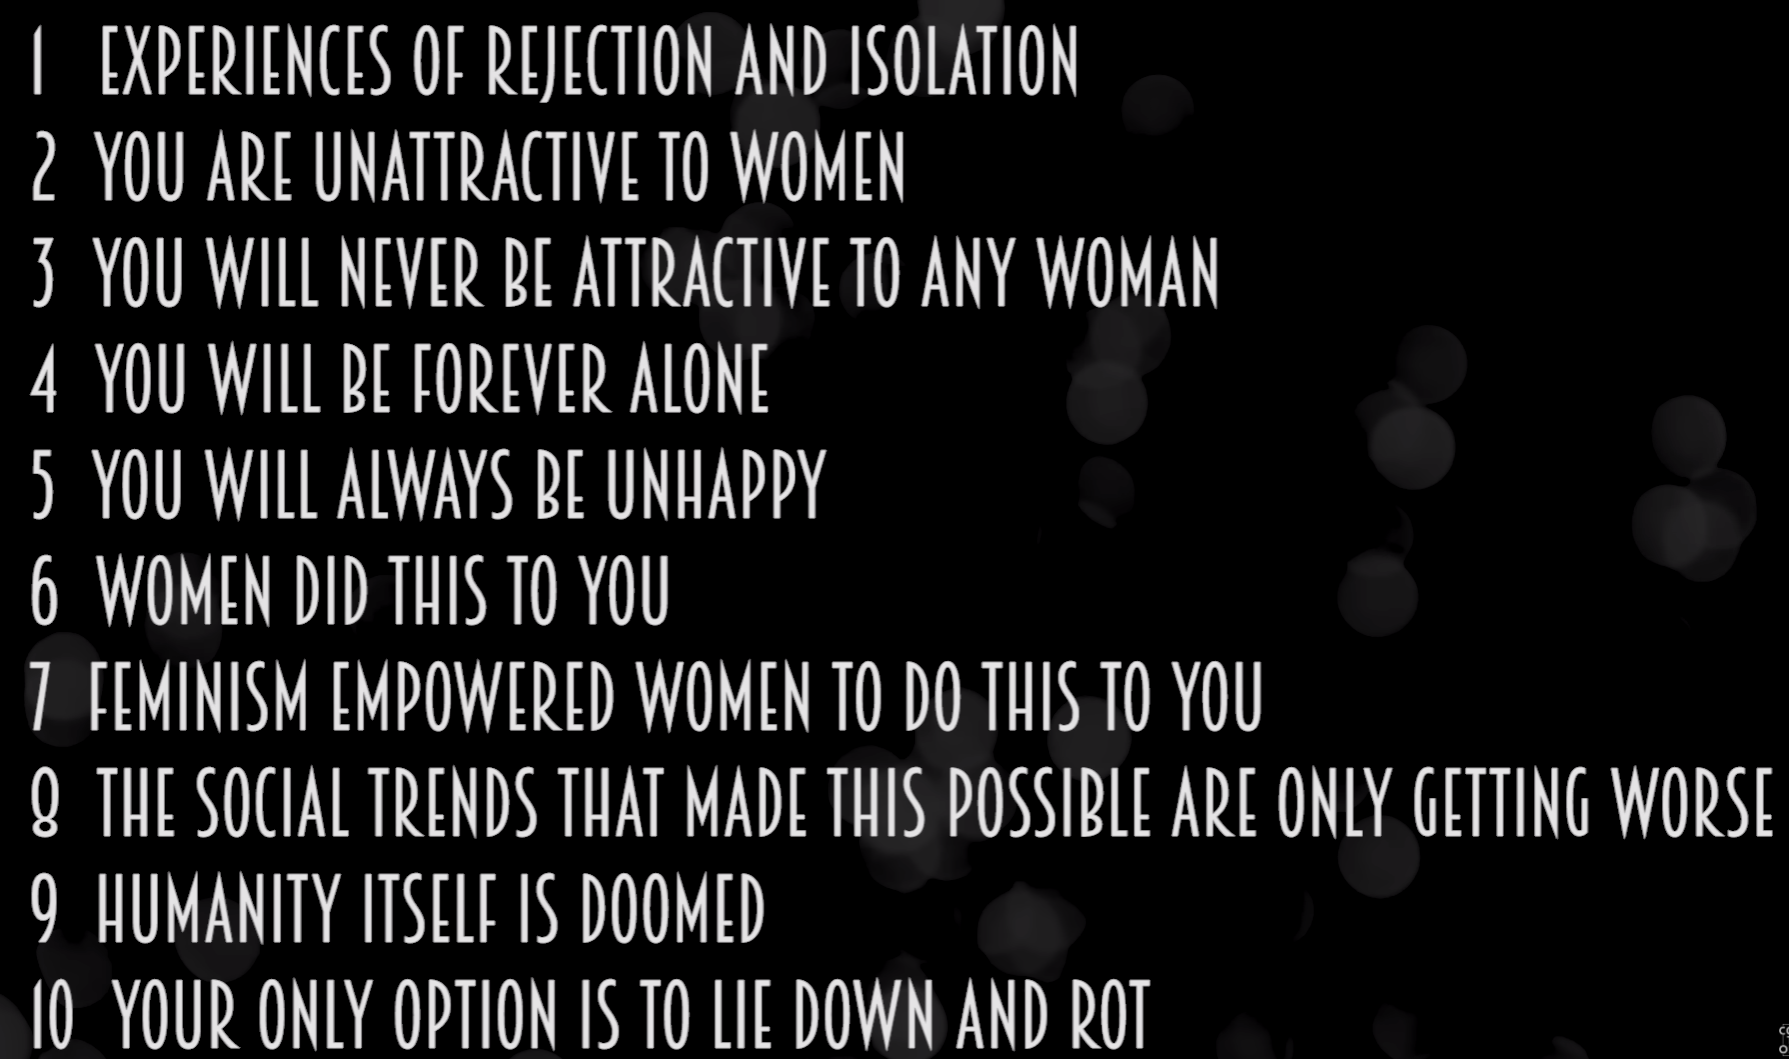 1 EXPERIENCES OF REJECTION AND ISOLATION
2 YOU ARE UNATTRACTIVE TO WOMEN
3 YOU WILL NEVER BE ATTRACTIVE TO ANY WOMAN
4 YOU WILL BE FOREVER ALONE
5 YOU WILL ALWAYS BE UNHAPPY
6 WOMEN DID THIS TO YOU
7 FEMINISM EMPOWERED WOMEN TO DO THIS TO YOU
8 THE SOCIAL TRENDS THAT MADE THIS POSSIBLE ARE ONLY GETTING WORSE
9 HUMANITY ITSELF IS DOOMED
10 YOUR ONLY OPTION IS TO LIE DOWN AND ROT